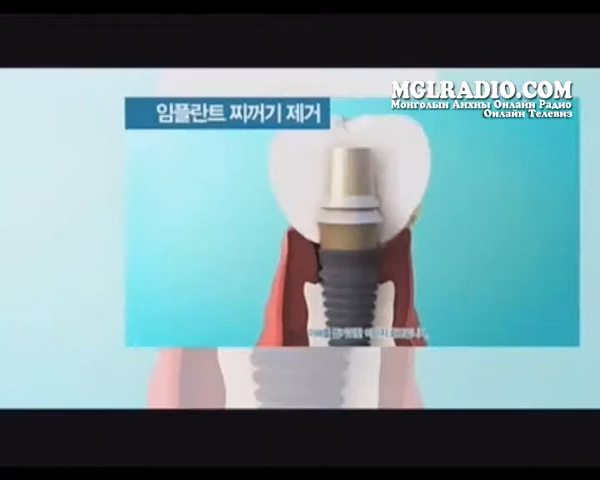 MGLRADIO.COM
Монголын Анхны Онлайн Радио
Онлайн Телевиз
임플란트 찌꺼기 제거